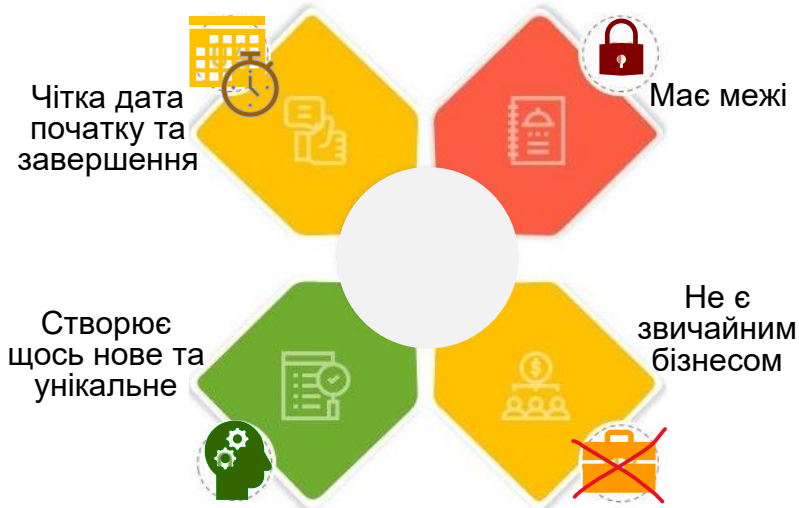 Чітка дата
початку та
завершення
Має межі
Створює
щось нове та
унікальне
Не є
звичайним
бізнесом